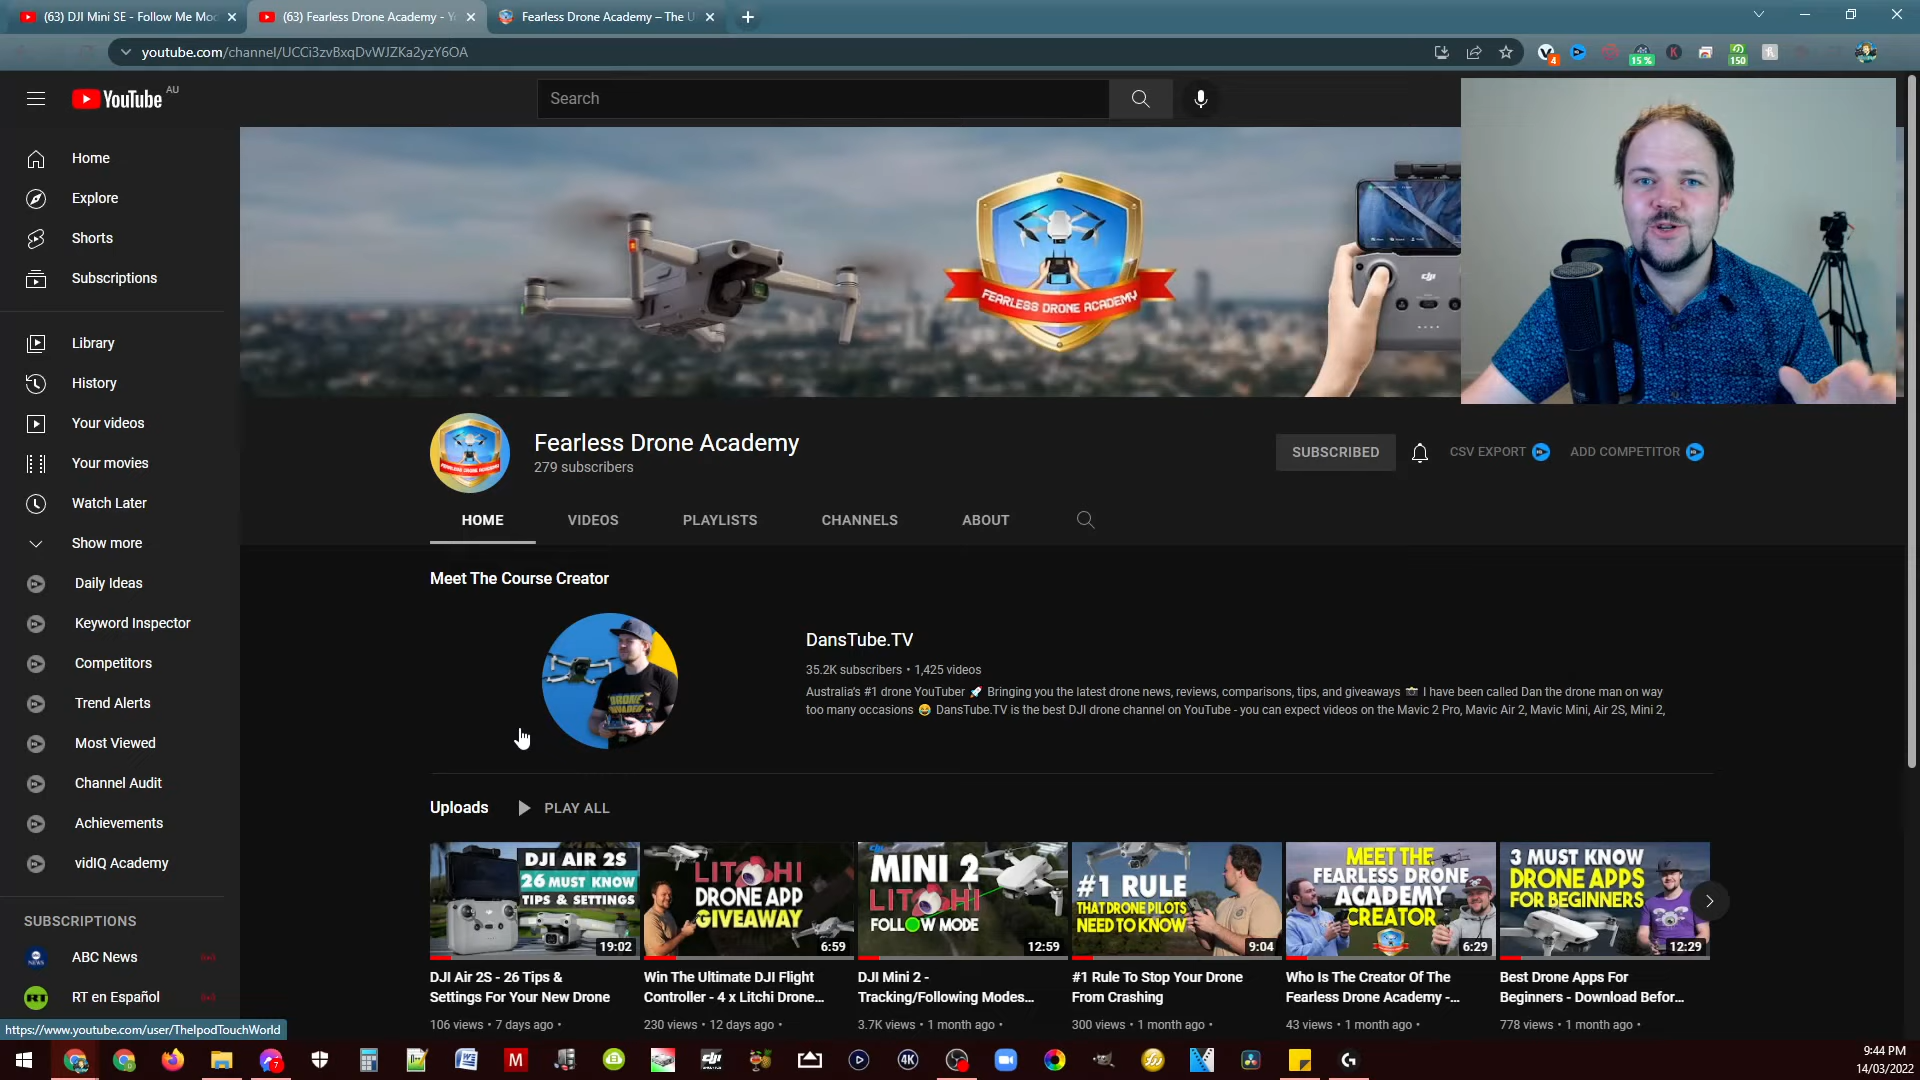 (63) DJI Mini SE - Follow Me Mod
(63) Fearless Drone Academy - Y
Fearless Drone Academy – The U
youtube.com/channel/UCCi3zvBxqDvWJZKa2yzY6OA
4
15 %
150
YouTube AU
Search
Home
Explore
Shorts
Subscriptions
Library
History
Your videos
Your movies
Watch Later
Show more
Daily Ideas
Keyword Inspector
Competitors
Trend Alerts
Most Viewed
Channel Audit
Achievements
vidIQ Academy
SUBSCRIPTIONS
ABC News
RT en Español
https://www.youtube.com/user/TheIpodTouchWorld
FEARLESS DRONE ACADEMY
dji
Fearless Drone Academy
279 subscribers
SUBSCRIBED
CSV EXPORT
ADD COMPETITOR
HOME
VIDEOS
PLAYLISTS
CHANNELS
ABOUT
Meet The Course Creator
DansTube.TV
35.2K subscribers • 1,425 videos
Australia's #1 drone YouTuber 🚀 Bringing you the latest drone news, reviews, comparisons, tips, and giveaways 📸 I have been called Dan the drone man on way
too many occasions 😂 DansTube.TV is the best DJI drone channel on YouTube - you can expect videos on the Mavic 2 Pro, Mavic Air 2, Mavic Mini, Air 2S, Mini 2,
Uploads
PLAY ALL
DJI AIR 2S
26 MUST KNOW
TIPS & SETTINGS
19:02
DJI Air 2S - 26 Tips &
Settings For Your New Drone
106 views • 7 days ago •
LITCHI
DRONE APP
GIVEAWAY
6:59
Win The Ultimate DJI Flight
Controller - 4 x Litchi Drone...
230 views • 12 days ago •
MINI 2
LITCHI
FOLLOW MODE
12:59
DJI Mini 2 -
Tracking/Following Modes...
3.7K views • 1 month ago •
#1 RULE
THAT DRONE PILOTS
NEED TO KNOW
9:04
#1 Rule To Stop Your Drone
From Crashing
300 views • 1 month ago •
MEET THE
FEARLESS DRONE
ACADEMY
CREATOR
6:29
Who Is The Creator Of The
Fearless Drone Academy -...
43 views • 1 month ago •
3 MUST KNOW
DRONE APPS
FOR BEGINNERS
12:29
Best Drone Apps For
Beginners - Download Befor...
778 views • 1 month ago •
9:44 PM
14/03/2022